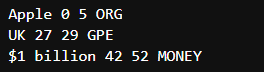 Apple 0 5 ORG
UK 27 29 GPE
$1 billion 42 52 MONEY